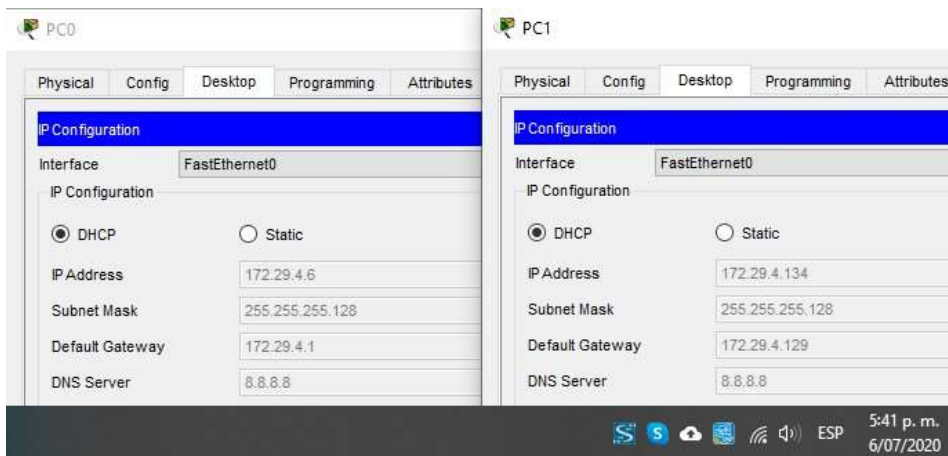 PC0
Physical Config Desktop Programming Attributes
IP Configuration
Interface FastEthernet0
IP Configuration
DHCP Static
IP Address 172.29.4.6
Subnet Mask 255.255.255.128
Default Gateway 172.29.4.1
DNS Server 8.8.8.8
PC1
Physical Config Desktop Programming Attributes
IP Configuration
Interface FastEthernet0
IP Configuration
DHCP Static
IP Address 172.29.4.134
Subnet Mask 255.255.255.128
Default Gateway 172.29.4.129
DNS Server 8.8.8.8
ESP 5:41 p. m.
6/07/2020